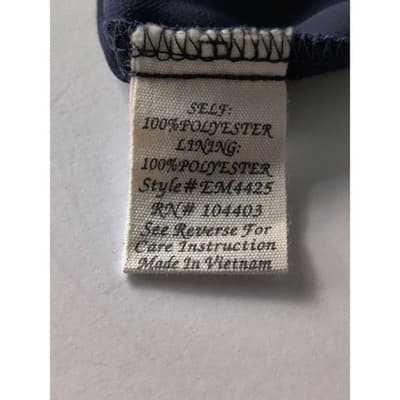 SELF:
100%POLYESTER
LINING:
100%POLYESTER
Style# EM4425
RN# 104403
See Reverse For
Care Instruction
Made In Vietnam